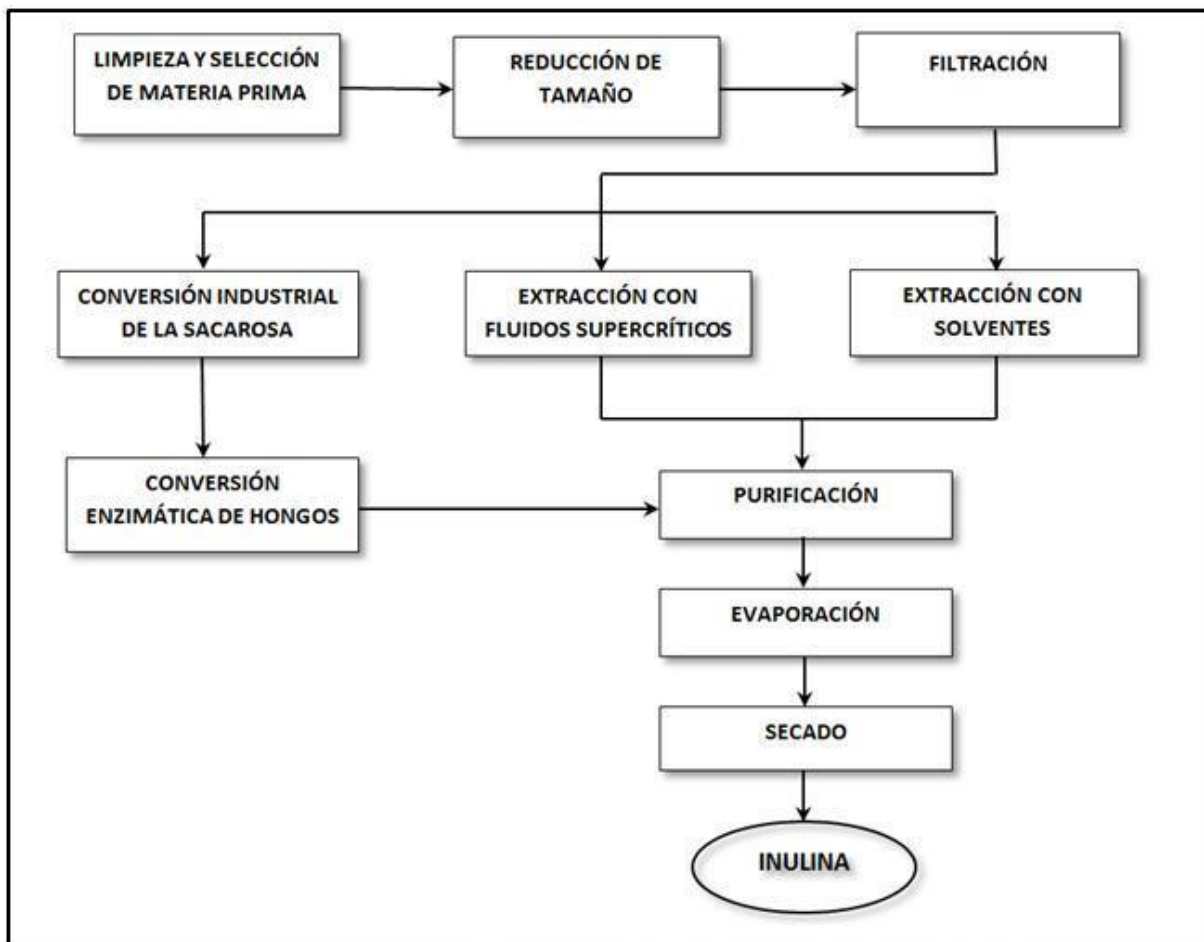 LIMPIEZA Y SELECCIÓN
DE MATERIA PRIMA
REDUCCIÓN DE
TAMAÑO
FILTRACIÓN
CONVERSIÓN INDUSTRIAL
DE LA SACAROSA
EXTRACCIÓN CON
FLUIDOS SUPERCRÍTICOS
EXTRACCIÓN CON
SOLVENTES
CONVERSIÓN
ENZIMÁTICA DE HONGOS
PURIFICACIÓN
EVAPORACIÓN
SECADO
INULINA